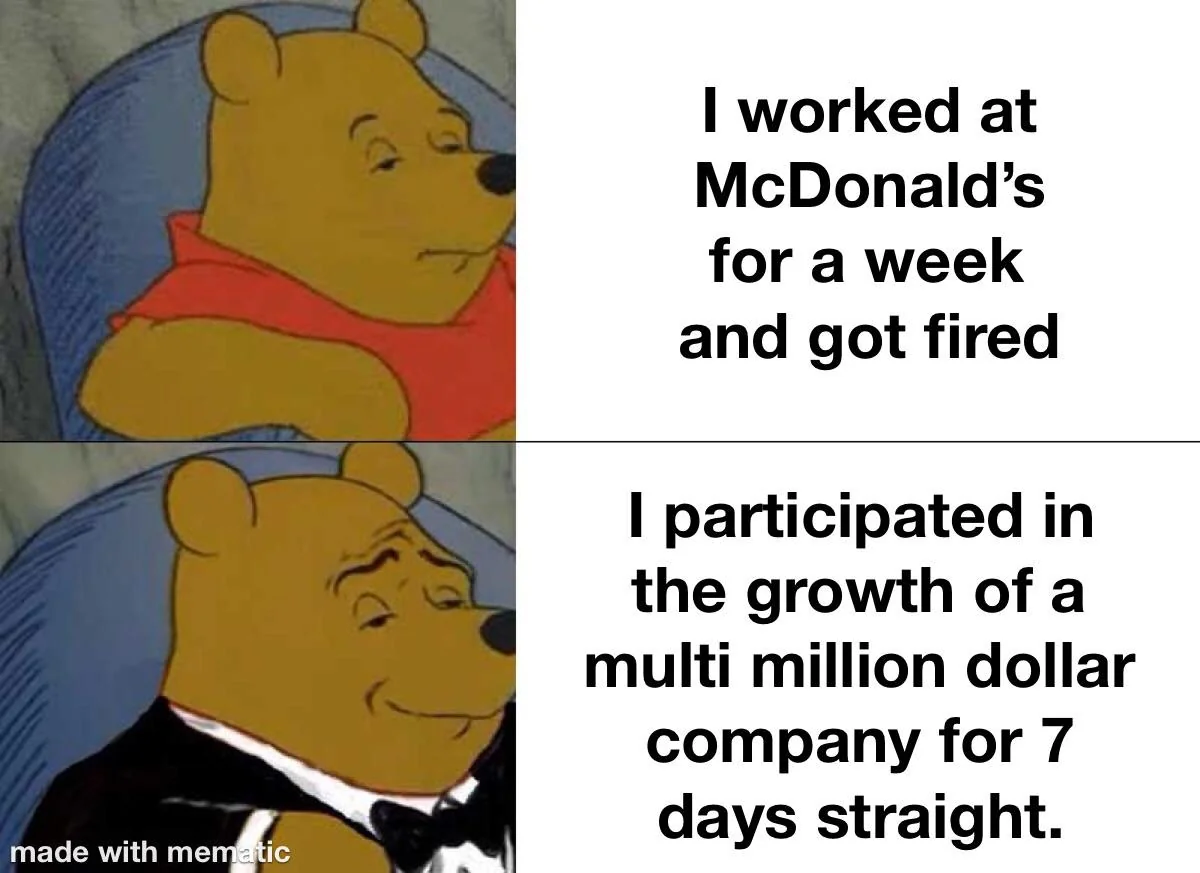 I worked at
McDonald’s
for a week
and got fired
I participated in
the growth of a
multi million dollar
company for 7
days straight.
made with mematic